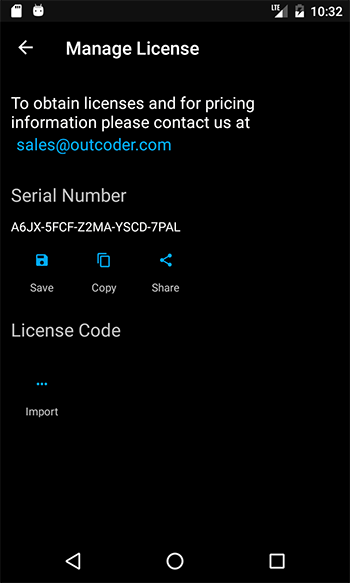 LTE 10:32
Manage License
To obtain licenses and for pricing
information please contact us at
sales@outcoder.com
Serial Number
A6JX-5FCF-Z2MA-YSCD-7PAL
Save Copy Share
License Code
Import